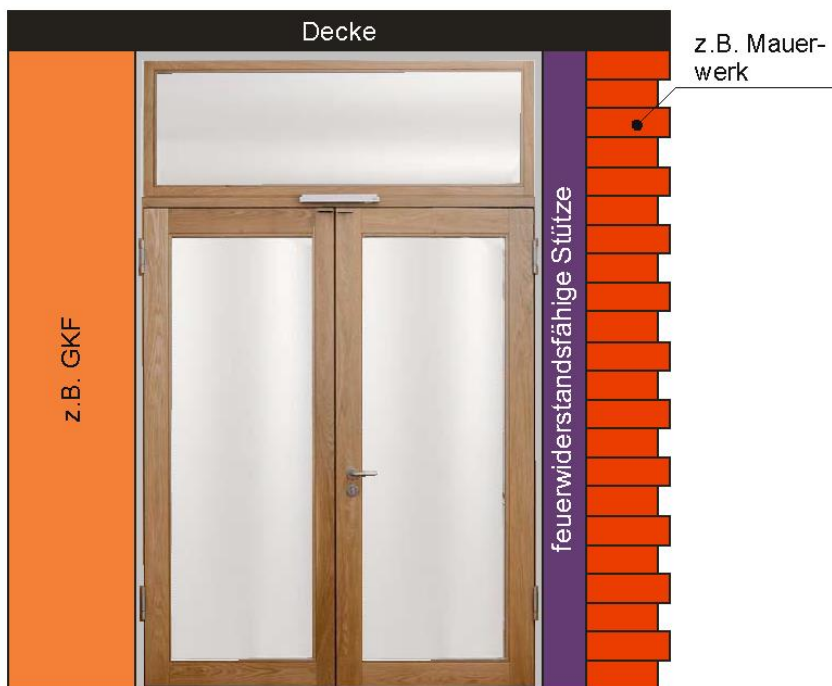 Decke
z.B. Mauer-
werk
z.B. GKF
feuerwiderstandsfähige Stütze